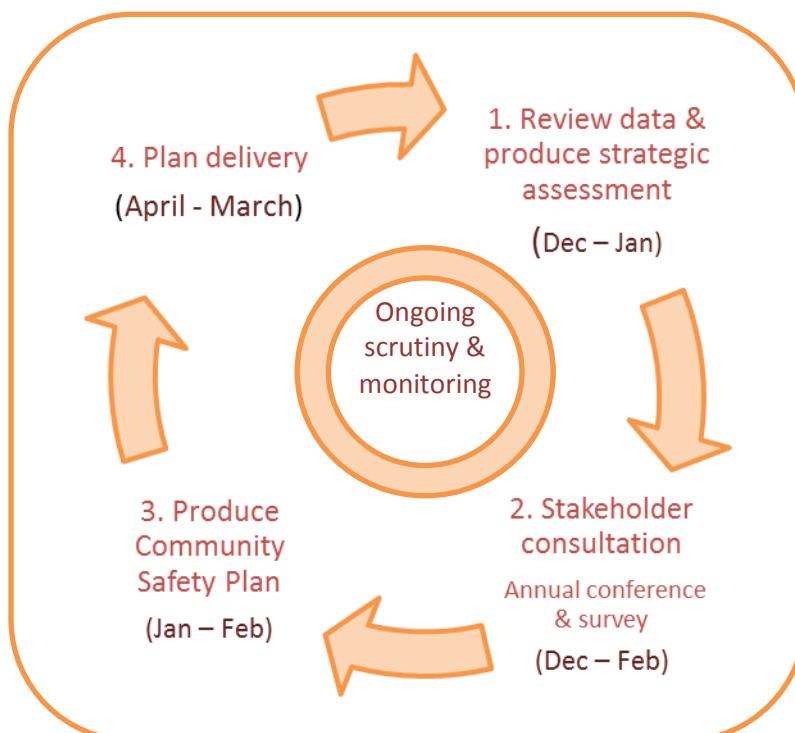 1. Review data &
produce strategic
assessment
(Dec – Jan)
2. Stakeholder
consultation
Annual conference
& survey
(Dec – Feb)
3. Produce
Community
Safety Plan
(Jan – Feb)
4. Plan delivery
(April - March)
Ongoing
scrutiny &
monitoring